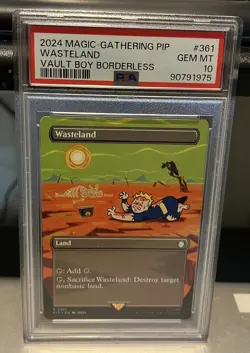 2024 MAGIC-GATHERING PIP #361
WASTELAND GEM MT
VAULT BOY BORDERLESS 10
PSA 90791975
Wasteland
Land
: Add .
, Sacrifice Wasteland: Destroy target
nonbasic land.